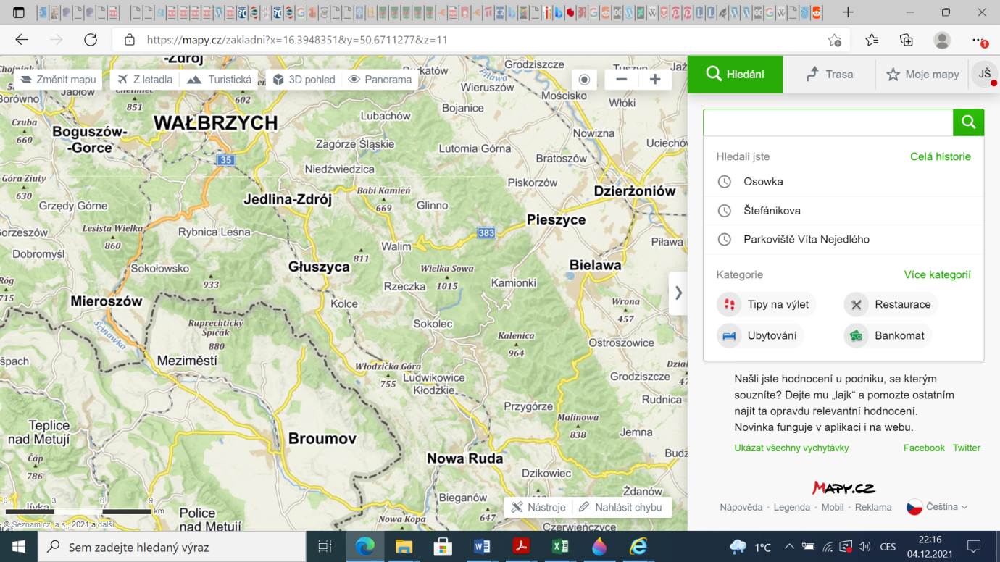 https://mapy.cz/zakladni?x=16.3948351&y=50.6711277&z=11
Změnit mapu
Z letadla
Turistická
3D pohled
Panorama
Hledání
Trasa
Moje mapy
JŠ
Hledali jste
Celá historie
Osowka
Štefánikova
Parkoviště Víta Nejedlého
Kategorie
Více kategorií
Tipy na výlet
Restaurace
Ubytování
Bankomat
Našli jste hodnocení u podniku, se kterým
souzníte? Dejte mu „lajk“ a pomozte ostatním
najít ta opravdu relevantní hodnocení.
Novinka funguje v aplikaci i na webu.
Ukázat všechny vychytávky
Facebook
Twitter
MAPY.CZ
Nápověda
Legenda
Mobil
Reklama
Čeština
-Zdrój
Grodziszcze
Pilawa
Wieruszów
Mościsko
Włóki
Jabłów
Borówno
851
602
Bojanice
Lubachów
WAŁBRZYCH
Czuba
660
Boguszów-
-Gorce
Nowizna
Zagórze Śląskie
Lutomia Górna
Uciechów
Bratoszów
35
Niedźwiedzica
Góra Ziuty
630
Piskorzów
Babi Kamień
669
Dzierżoniów
Jedlina-Zdrój
Glinno
Grzędy Górne
Pieszyce
Lesista Wielka
860
Rybnica Leśna
383
Gorzeszów
Walim
Piława
Dobromyśl
811
Sokołowsko
Głuszyca
Wielka Sowa
1015
Bielawa
933
Rzeczka
Kamionki
Róg
715
Mieroszów
Kolce
Wrona
457
Ścinawka
Ruprechtický
Špičák
880
Sokolec
Kalenica
964
Ostroszowice
Meziměstí
Włodzicka Góra
755
Ludwikowice
Kłodzkie
Grodziszcze
Rudnica
Przygórze
Malinowa
838
Teplice
nad Metují
Jemna
Broumov
Čáp
786
Nowa Ruda
Dzikowiec
Bieganów
Żdanów
Jívka
Police
nad Metují
Nowa Kopa
647
Czerwieńczyce
0 3 6 9 km
© Seznam.cz, a.s., 2021 a další
Nástroje
Nahlásit chybu
Sem zadejte hledaný výraz
1°C
CES
22:16
04.12.2021